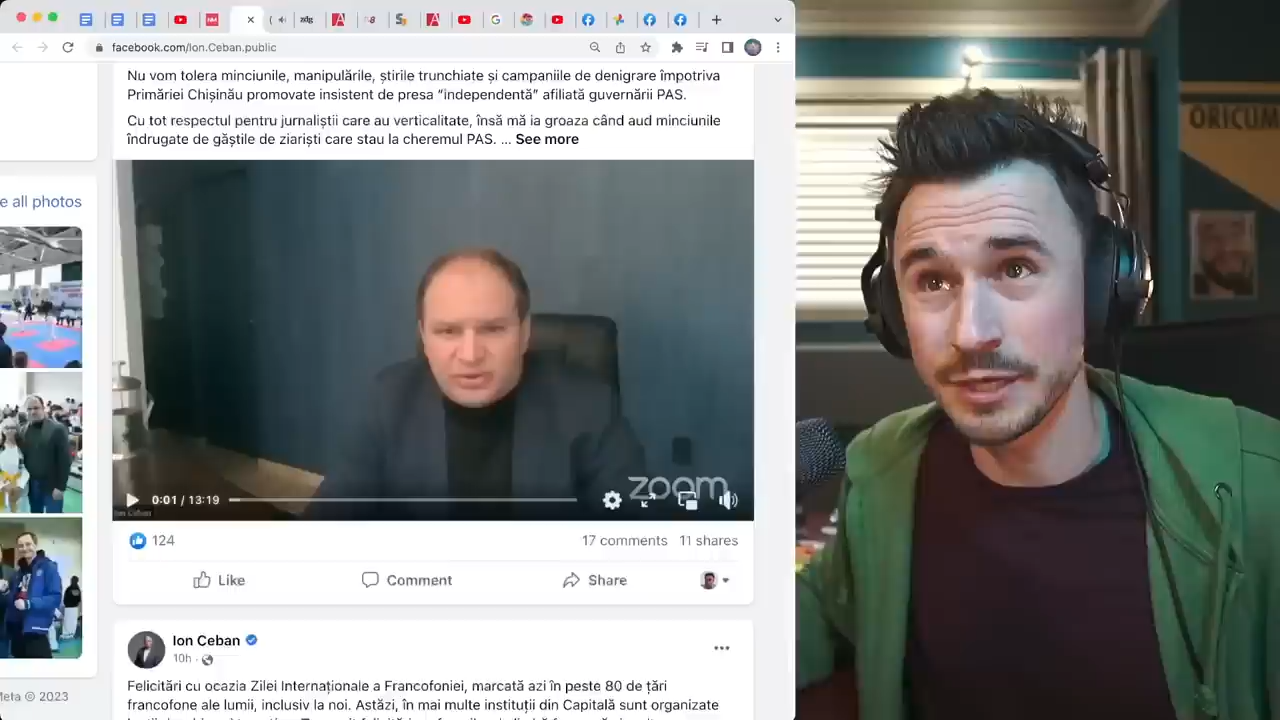 zdg
facebook.com/Ion.Ceban.public
Nu vom tolera minciunile, manipulările, știrile trunchiate și campaniile de denigrare împotriva
Primăriei Chișinău promovate insistent de presa “independentă” afiliată guvernării PAS.
Cu tot respectul pentru jurnaliștii care au verticalitate, însă mă ia groaza când aud minciunile
îndrugate de găștile de ziariști care stau la cheremul PAS. ... See more
e all photos
ORICUM
zoom
0:01 / 13:19
Ion Ceban
124
17 comments 11 shares
Like
Comment
Share
Ion Ceban
10h
Meta © 2023
Felicitări cu ocazia Zilei Internaționale a Francofoniei, marcată azi în peste 80 de țări
francofone ale lumii, inclusiv la noi. Astăzi, în mai multe instituții din Capitală sunt organizate